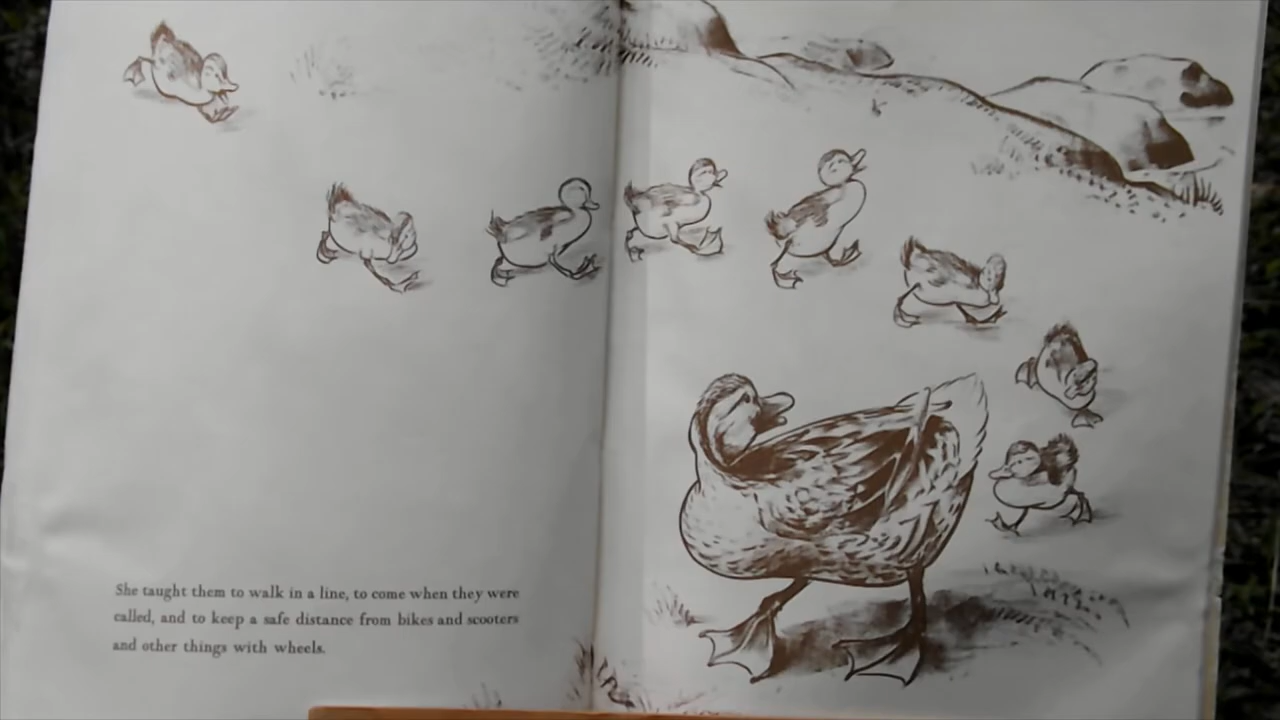 She taught them to walk in a line, to come when they were
called, and to keep a safe distance from bikes and scooters
and other things with wheels.